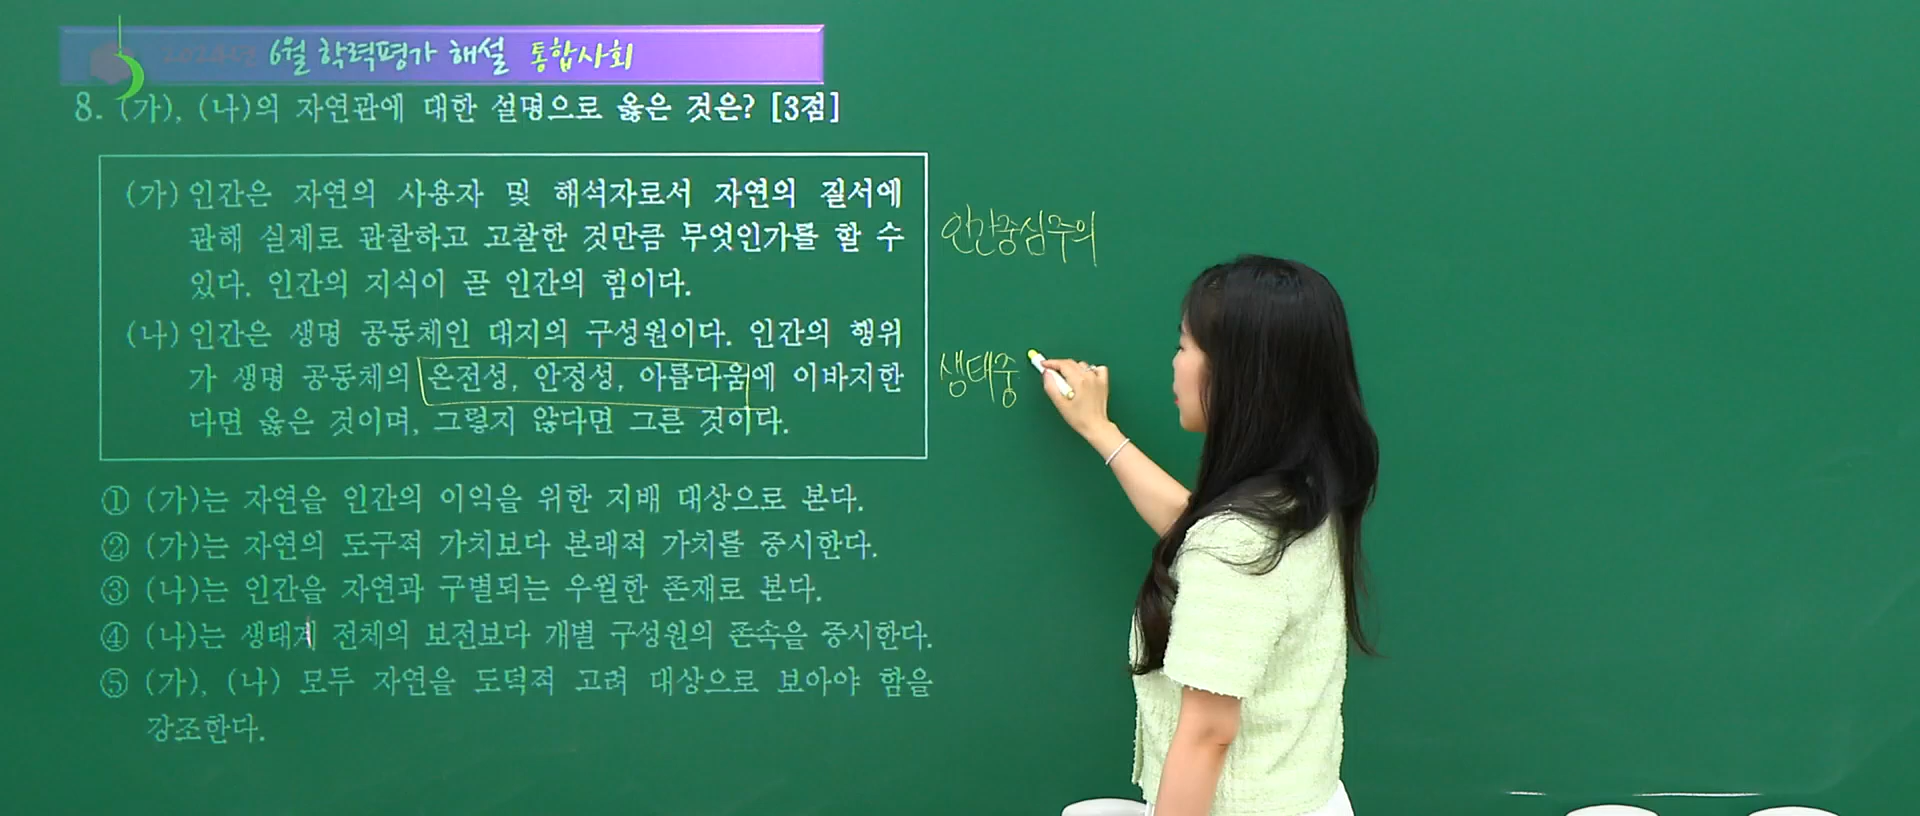 2024년 6월 학력평가 해설 통합사회
8. (가), (나)의 자연관에 대한 설명으로 옳은 것은? [3점]
(가) 인간은 자연의 사용자 및 해석자로서 자연의 질서에
관해 실제로 관찰하고 고찰한 것만큼 무엇인가를 할 수
있다. 인간의 지식이 곧 인간의 힘이다.
인간중심주의
(나) 인간은 생명 공동체인 대지의 구성원이다. 인간의 행위
가 생명 공동체의 온전성, 안정성, 아름다움에 이바지한
다면 옳은 것이며, 그렇지 않다면 그른 것이다.
생태중
① (가)는 자연을 인간의 이익을 위한 지배 대상으로 본다.
② (가)는 자연의 도구적 가치보다 본래적 가치를 중시한다.
③ (나)는 인간을 자연과 구별되는 우월한 존재로 본다.
④ (나)는 생태계 전체의 보전보다 개별 구성원의 존속을 중시한다.
⑤ (가), (나) 모두 자연을 도덕적 고려 대상으로 보아야 함을
강조한다.